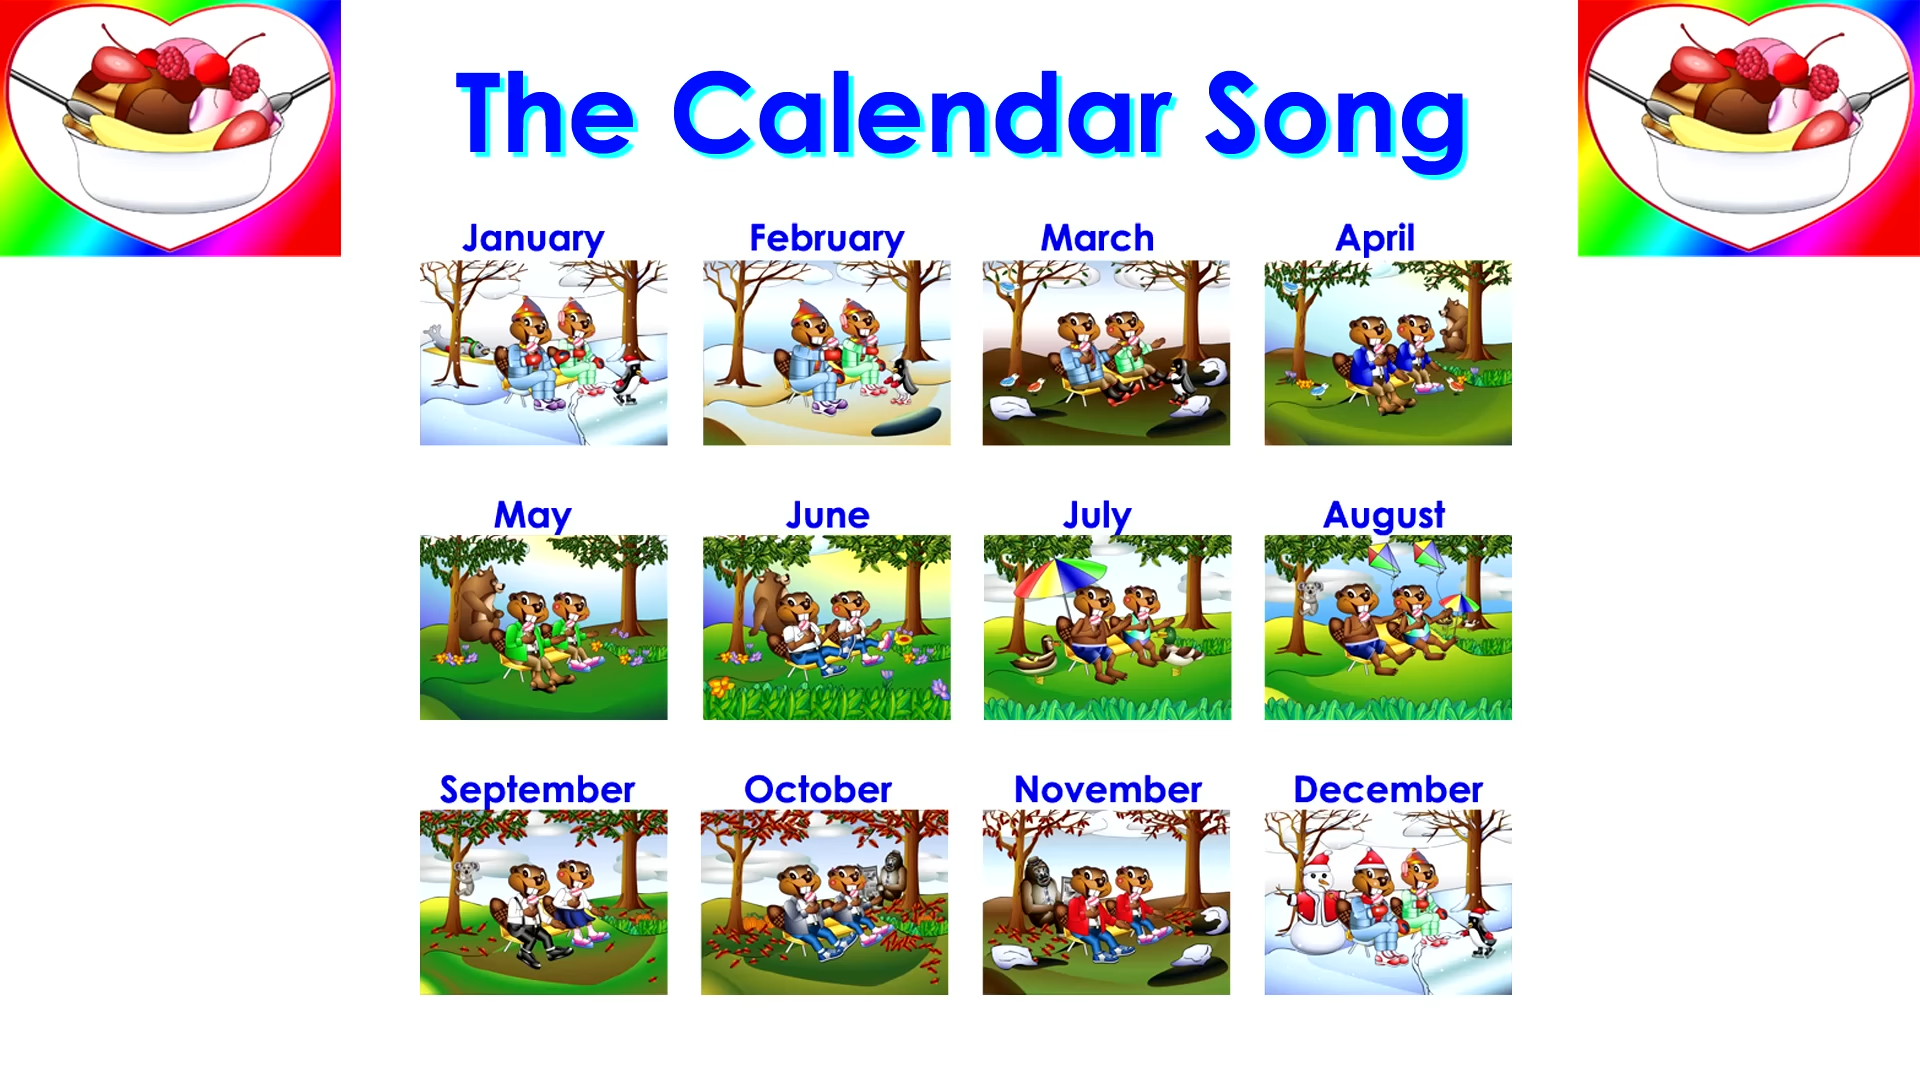 The Calendar Song
January February March April
May June July August
September October November December